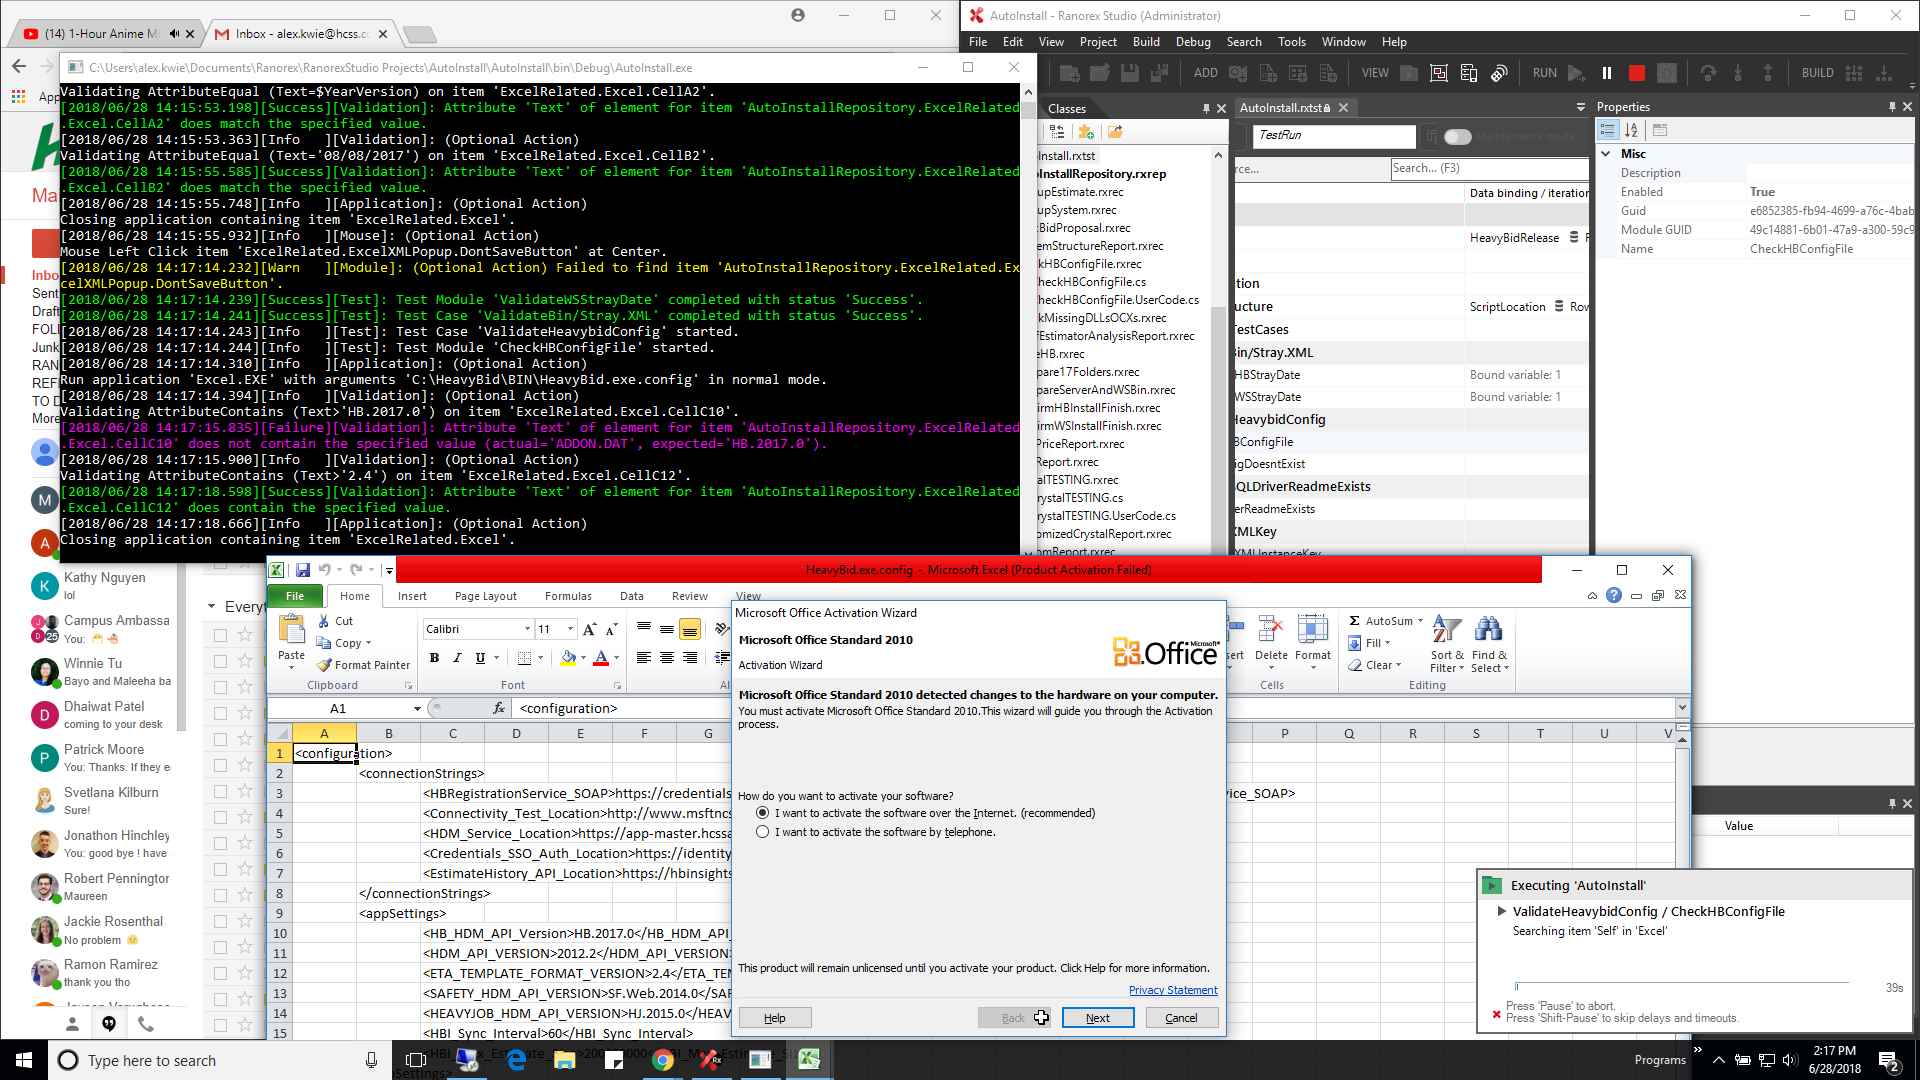 (14) 1-Hour Anime M
Inbox - alex.kwie@hcss.c
AutoInstall - Ranorex Studio (Administrator)
File Edit View Project Build Debug Search Tools Window Help
ADD VIEW RUN BUILD
App
C:\Users\alex.kwie\Documents\Ranorex\RanorexStudio Projects\AutoInstall\AutoInstall\bin\Debug\AutoInstall.exe
Validating AttributeEqual (Text=$YearVersion) on item 'ExcelRelated.Excel.CellA2'.
[2018/06/28 14:15:53.198][Success][Validation]: Attribute 'Text' of element for item 'AutoInstallRepository.ExcelRelated
.Excel.CellA2' does match the specified value.
[2018/06/28 14:15:53.363][Info   ][Validation]: (Optional Action)
Validating AttributeEqual (Text='08/08/2017') on item 'ExcelRelated.Excel.CellB2'.
[2018/06/28 14:15:55.585][Success][Validation]: Attribute 'Text' of element for item 'AutoInstallRepository.ExcelRelated
.Excel.CellB2' does match the specified value.
[2018/06/28 14:15:55.748][Info   ][Application]: (Optional Action)
Closing application containing item 'ExcelRelated.Excel'.
[2018/06/28 14:15:55.932][Info   ][Mouse]: (Optional Action)
Mouse Left Click item 'ExcelRelated.ExcelXMLPopup.DontSaveButton' at Center.
[2018/06/28 14:17:14.232][Warn   ][Module]: (Optional Action) Failed to find item 'AutoInstallRepository.ExcelRelated.Ex
celXMLPopup.DontSaveButton'.
[2018/06/28 14:17:14.239][Success][Test]: Test Module 'ValidateWSStrayDate' completed with status 'Success'.
[2018/06/28 14:17:14.241][Success][Test]: Test Case 'ValidateBin/Stray.XML' completed with status 'Success'.
[2018/06/28 14:17:14.243][Info   ][Test]: Test Case 'ValidateHeavybidConfig' started.
[2018/06/28 14:17:14.244][Info   ][Test]: Test Module 'CheckHBConfigFile' started.
[2018/06/28 14:17:14.310][Info   ][Application]: (Optional Action)
Run application 'Excel.EXE' with arguments 'C:\HeavyBid\BIN\HeavyBid.exe.config' in normal mode.
[2018/06/28 14:17:14.394][Info   ][Validation]: (Optional Action)
Validating AttributeContains (Text>'HB.2017.0') on item 'ExcelRelated.Excel.CellC10'.
[2018/06/28 14:17:15.835][Failure][Validation]: Attribute 'Text' of element for item 'AutoInstallRepository.ExcelRelated
.Excel.CellC10' does not contain the specified value (actual='ADDON.DAT', expected='HB.2017.0').
[2018/06/28 14:17:15.900][Info   ][Validation]: (Optional Action)
Validating AttributeContains (Text>'2.4') on item 'ExcelRelated.Excel.CellC12'.
[2018/06/28 14:17:18.598][Success][Validation]: Attribute 'Text' of element for item 'AutoInstallRepository.ExcelRelated
.Excel.CellC12' does contain the specified value.
[2018/06/28 14:17:18.666][Info   ][Application]: (Optional Action)
Closing application containing item 'ExcelRelated.Excel'.
Ma
Inbo
Sent
Draft
FOLL
Junk
RAN
REF
TO D
More
M
A
K
Kathy Nguyen
lol
Campus Ambassa
You:
J
D
25
Winnie Tu
Bayo and Maleeha ba
D
Dhaiwat Patel
coming to your desk
P
Patrick Moore
You: Thanks. If they e
Svetlana Kilburn
Sure!
Jonathon Hinchley
You: good bye ! have
Robert Pennington
Maureen
Jackie Rosenthal
No problem
Ramon Ramirez
thank you tho
Everyt
Classes
nstall.rxtst
oInstallRepository.rxrep
upEstimate.rxrec
upSystem.rxrec
BidProposal.rxrec
emStructureReport.rxrec
kHBConfigFile.rxrec
heckHBConfigFile.cs
heckHBConfigFile.UserCode.cs
kMissingDLLsOCXs.rxrec
fEstimatorAnalysisReport.rxrec
eHB.rxrec
pare17Folders.rxrec
pareServerAndWSBin.rxrec
irmHBInstallFinish.rxrec
irmWSInstallFinish.rxrec
PriceReport.rxrec
Report.rxrec
talTESTING.rxrec
rystalTESTING.cs
rystalTESTING.UserCode.cs
omizedCrystalReport.rxrec
omReport.rxrec
AutoInstall.rxtst
TestRun
rce...
Search... (F3)
Data binding / iteration
HeavyBidRelease
tion
ucture
ScriptLocation Rov
TestCases
Bin/Stray.XML
HBStrayDate Bound variable: 1
WSStrayDate Bound variable: 1
HeavybidConfig
BConfigFile
igDoesntExist
SQLDriverReadmeExists
erReadmeExists
XMLKey
XMLInstanceKey
Properties
Misc
Description
Enabled True
Guid e6852385-fb94-4699-a76c-4bab
Module GUID 49c14881-6b01-47a9-a300-59c9
Name CheckHBConfigFile
Value
HeavyBid.exe.config - Microsoft Excel (Product Activation Failed)
File Home Insert Page Layout Formulas Data Review View
Paste
Cut
Copy
Format Painter
Clipboard
Calibri 11
B I U
Font
Al
sert Delete Format
Cells
AutoSum
Fill
Clear
Sort & Filter
Find & Select
Editing
A1 fx <configuration>
A B C D E F G P Q R S T U V
1 <configuration>
2 <connectionStrings>
3 <HBRegistrationService_SOAP>https://credentials ice_SOAP>
4 <Connectivity_Test_Location>http://www.msftncs
5 <HDM_Service_Location>https://app-master.hcssa
6 <Credentials_SSO_Auth_Location>https://identity
7 <EstimateHistory_API_Location>https://hbinsights
8 </connectionStrings>
9 <appSettings>
10 <HB_HDM_API_Version>HB.2017.0</HB_HDM_API_
11 <HDM_API_VERSION>2012.2</HDM_API_VERSION>
12 <ETA_TEMPLATE_FORMAT_VERSION>2.4</ETA_TEM
13 <SAFETY_HDM_API_VERSION>SF.Web.2014.0</SAF
14 <HEAVYJOB_HDM_API_VERSION>HJ.2015.0</HEAV
15 <HBI_Sync_Interval>60</HBI_Sync_Interval>
Microsoft Office Activation Wizard
Microsoft Office Standard 2010
Microsoft Office
Activation Wizard
Microsoft Office Standard 2010 detected changes to the hardware on your computer.
You must activate Microsoft Office Standard 2010.This wizard will guide you through the Activation
process.
How do you want to activate your software?
I want to activate the software over the Internet. (recommended)
I want to activate the software by telephone.
This product will remain unlicensed until you activate your product. Click Help for more information.
Privacy Statement
Help Back Next Cancel
Executing 'AutoInstall'
ValidateHeavybidConfig / CheckHBConfigFile
Searching item 'Self' in 'Excel'
39s
Press 'Pause' to abort.
Press 'Shift-Pause' to skip delays and timeouts.
Type here to search
Programs
2:17 PM
6/28/2018
2